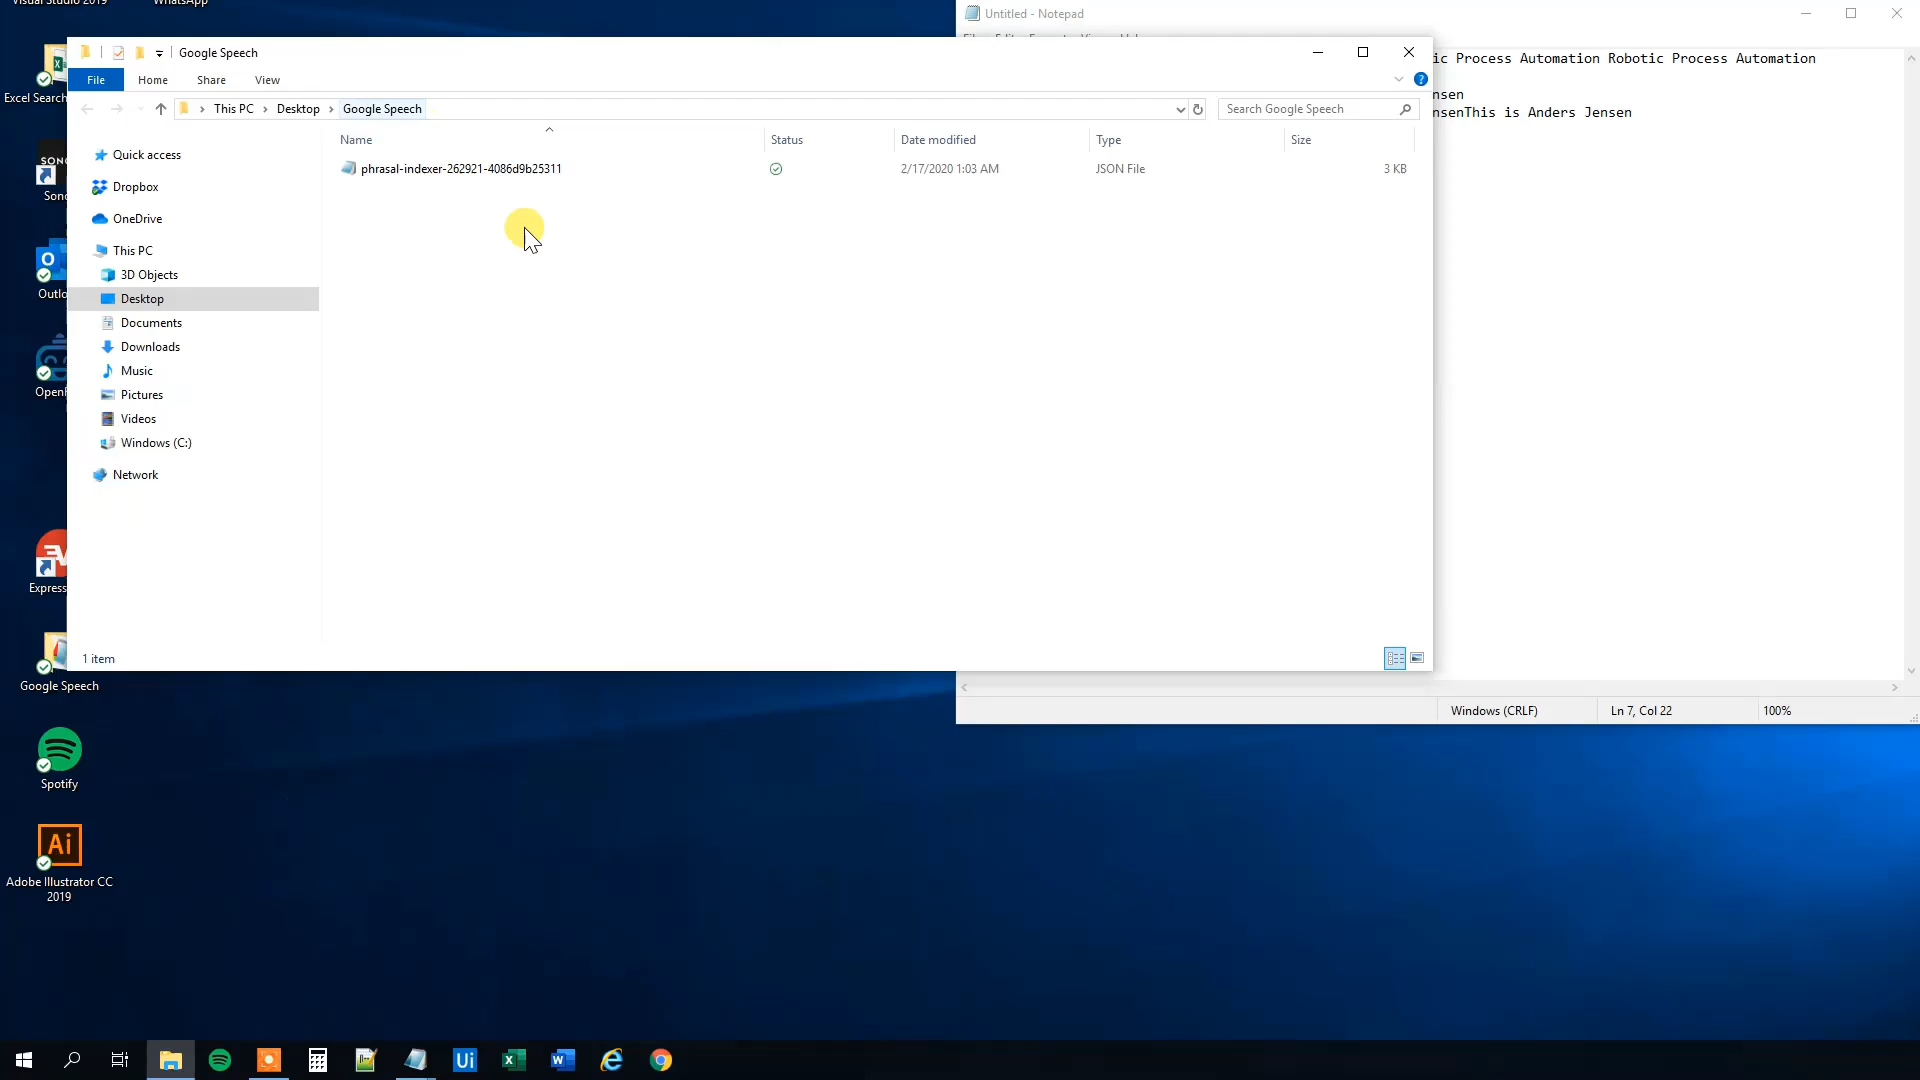 Visual Studio 2019
WhatsApp
Untitled - Notepad
Google Speech
File Home Share View
This PC > Desktop > Google Speech
Search Google Speech
Name Status Date modified Type Size
phrasal-indexer-262921-4086d9b25311 2/17/2020 1:03 AM JSON File 3 KB
Quick access
Dropbox
OneDrive
This PC
3D Objects
Desktop
Documents
Downloads
Music
Pictures
Videos
Windows (C:)
Network
1 item
ic Process Automation Robotic Process Automation
nsen
nsenThis is Anders Jensen
Windows (CRLF) Ln 7, Col 22 100%
Excel Search
SONO
Sono
Outlo
Open
Express
Google Speech
Spotify
Ai
Adobe Illustrator CC
2019
Ui